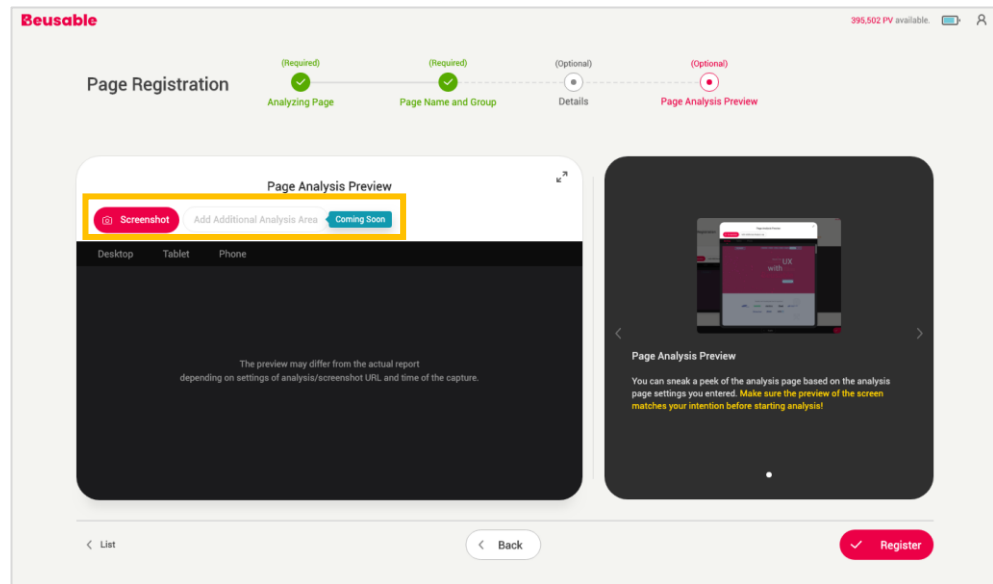 Beusable
395,502 PV available.
Page Registration
(Required)
Analyzing Page
(Required)
Page Name and Group
(Optional)
Details
(Optional)
Page Analysis Preview
Page Analysis Preview
Screenshot
Add Additional Analysis Area
Coming Soon
Desktop Tablet Phone
The preview may differ from the actual report
depending on settings of analysis/screenshot URL and time of the capture.
UX
with
Page Analysis Preview
You can sneak a peek of the analysis page based on the analysis
page settings you entered. Make sure the preview of the screen
matches your intention before starting analysis!
List
Back
Register